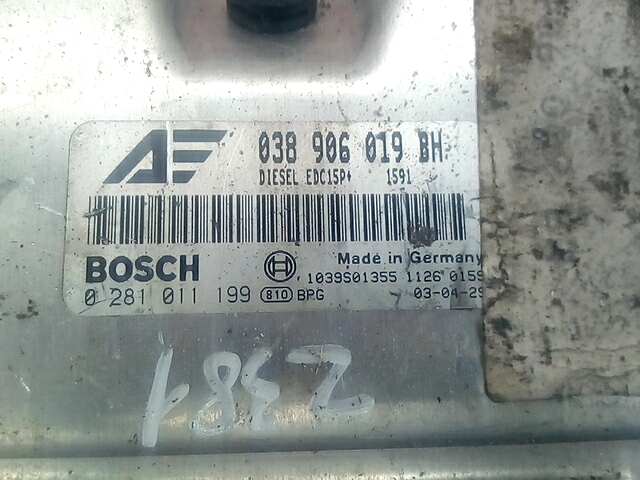 038 906 019 BH
DIESEL EDC15P+ 1591
BOSCH
Made in Germany
1039S01355 1126 0159
0 281 011 199 810 BPG
03-04-29